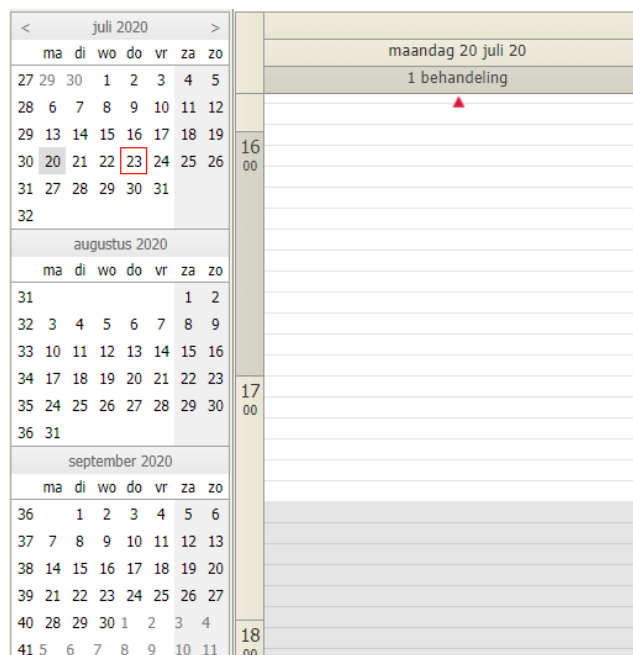 < juli 2020 >
ma di wo do vr za zo
27 29 30 1 2 3 4 5
28 6 7 8 9 10 11 12
29 13 14 15 16 17 18 19
30 20 21 22 23 24 25 26
31 27 28 29 30 31
32
augustus 2020
ma di wo do vr za zo
31 1 2
32 3 4 5 6 7 8 9
33 10 11 12 13 14 15 16
34 17 18 19 20 21 22 23
35 24 25 26 27 28 29 30
36 31
september 2020
ma di wo do vr za zo
36 1 2 3 4 5 6
37 7 8 9 10 11 12 13
38 14 15 16 17 18 19 20
39 21 22 23 24 25 26 27
40 28 29 30 1 2 3 4
41 5 6 7 8 9 10 11
maandag 20 juli 20
1 behandeling
16
00
17
00
18
00